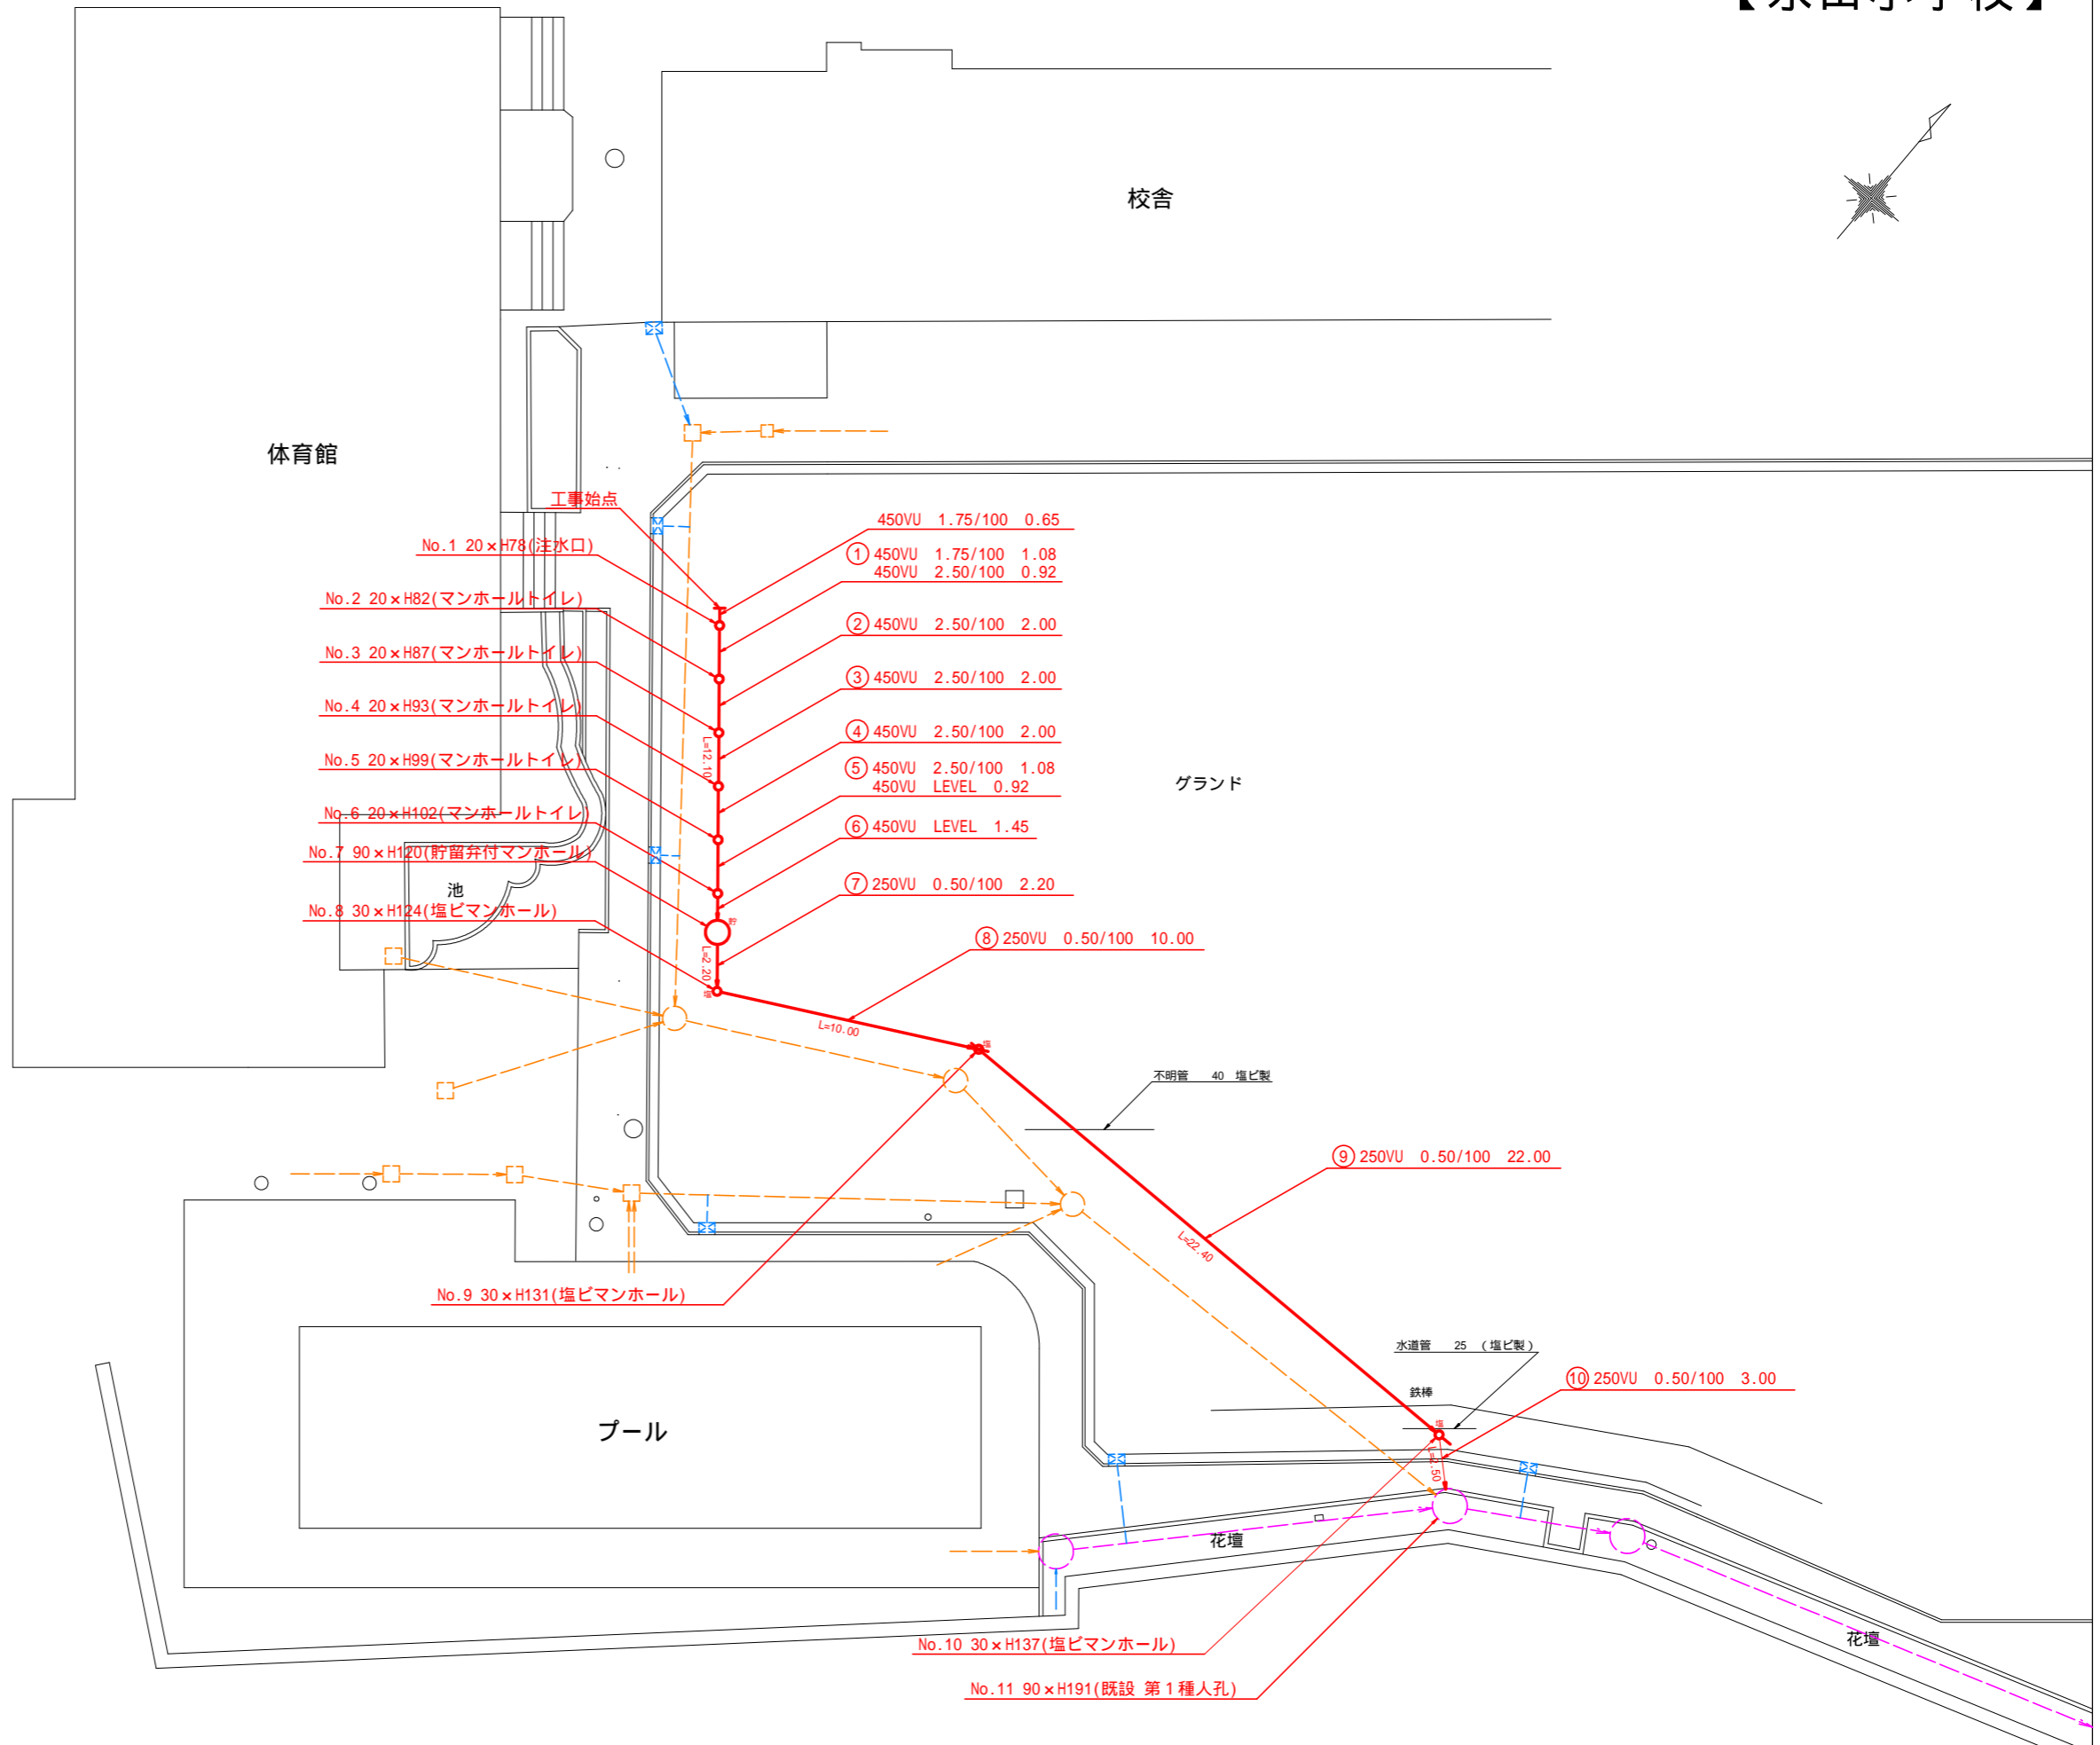 小学校】
校舎
体育館
工事始点
450VU 1.75/100 0.65
No.1 20×H78(注水口)
① 450VU 1.75/100 1.08
450VU 2.50/100 0.92
No.2 20×H82(マンホールトイレ)
② 450VU 2.50/100 2.00
No.3 20×H87(マンホールトイレ)
③ 450VU 2.50/100 2.00
No.4 20×H93(マンホールトイレ)
④ 450VU 2.50/100 2.00
L=12.10
No.5 20×H99(マンホールトイレ)
⑤ 450VU 2.50/100 1.08
450VU LEVEL 0.92
グランド
No.6 20×H102(マンホールトイレ)
⑥ 450VU LEVEL 1.45
No.7 90×H120(貯留弁付マンホール)
池
⑦ 250VU 0.50/100 2.20
No.8 30×H124(塩ビマンホール)
貯
L=2.20
塩
⑧ 250VU 0.50/100 10.00
L=10.00
塩
不明管 40 塩ビ製
⑨ 250VU 0.50/100 22.00
L=22.40
No.9 30×H131(塩ビマンホール)
水道管 25 (塩ビ製)
⑩ 250VU 0.50/100 3.00
鉄棒
塩
プール
L=2.50
花壇
花壇
No.10 30×H137(塩ビマンホール)
No.11 90×H191(既設 第1種人孔)